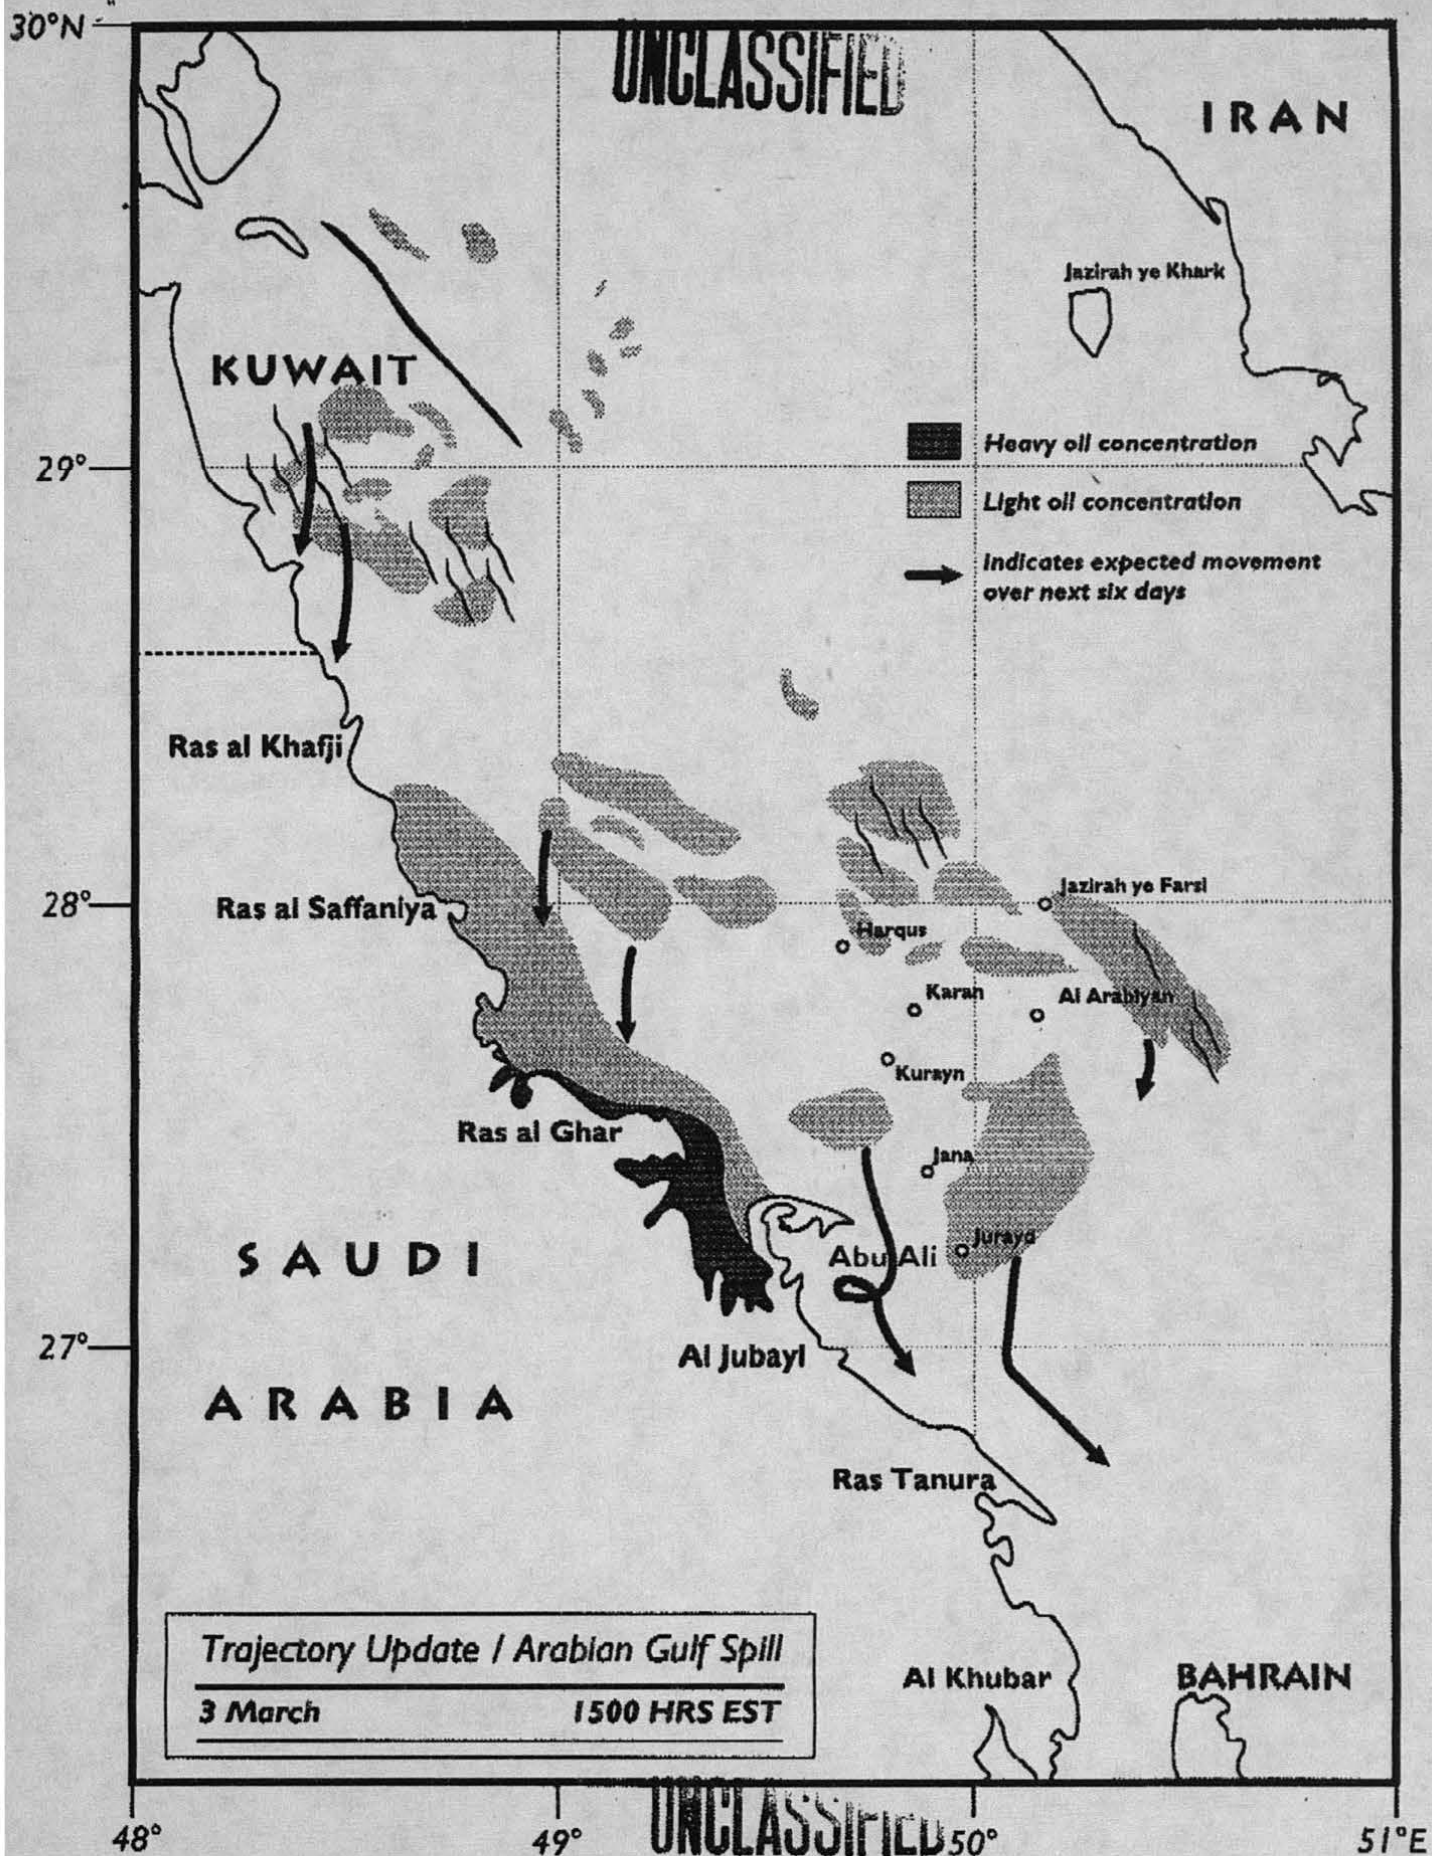 30°N
UNCLASSIFIED
IRAN
Jazirah ye Khark
KUWAIT
Heavy oil concentration
29°
Light oil concentration
Indicates expected movement
over next six days
Ras al Khafji
Jazirah ye Farsi
28°
Ras al Saffaniya
Harqus
Karan
Al Arabiyan
Kurayn
Ras al Ghar
Jana
Jurayd
SAUDI
Abu Ali
27°
Al Jubayl
ARABIA
Ras Tanura
Trajectory Update / Arabian Gulf Spill
Al Khubar
BAHRAIN
3 March 1500 HRS EST
UNCLASSIFIED
48°
49°
50°
51°E